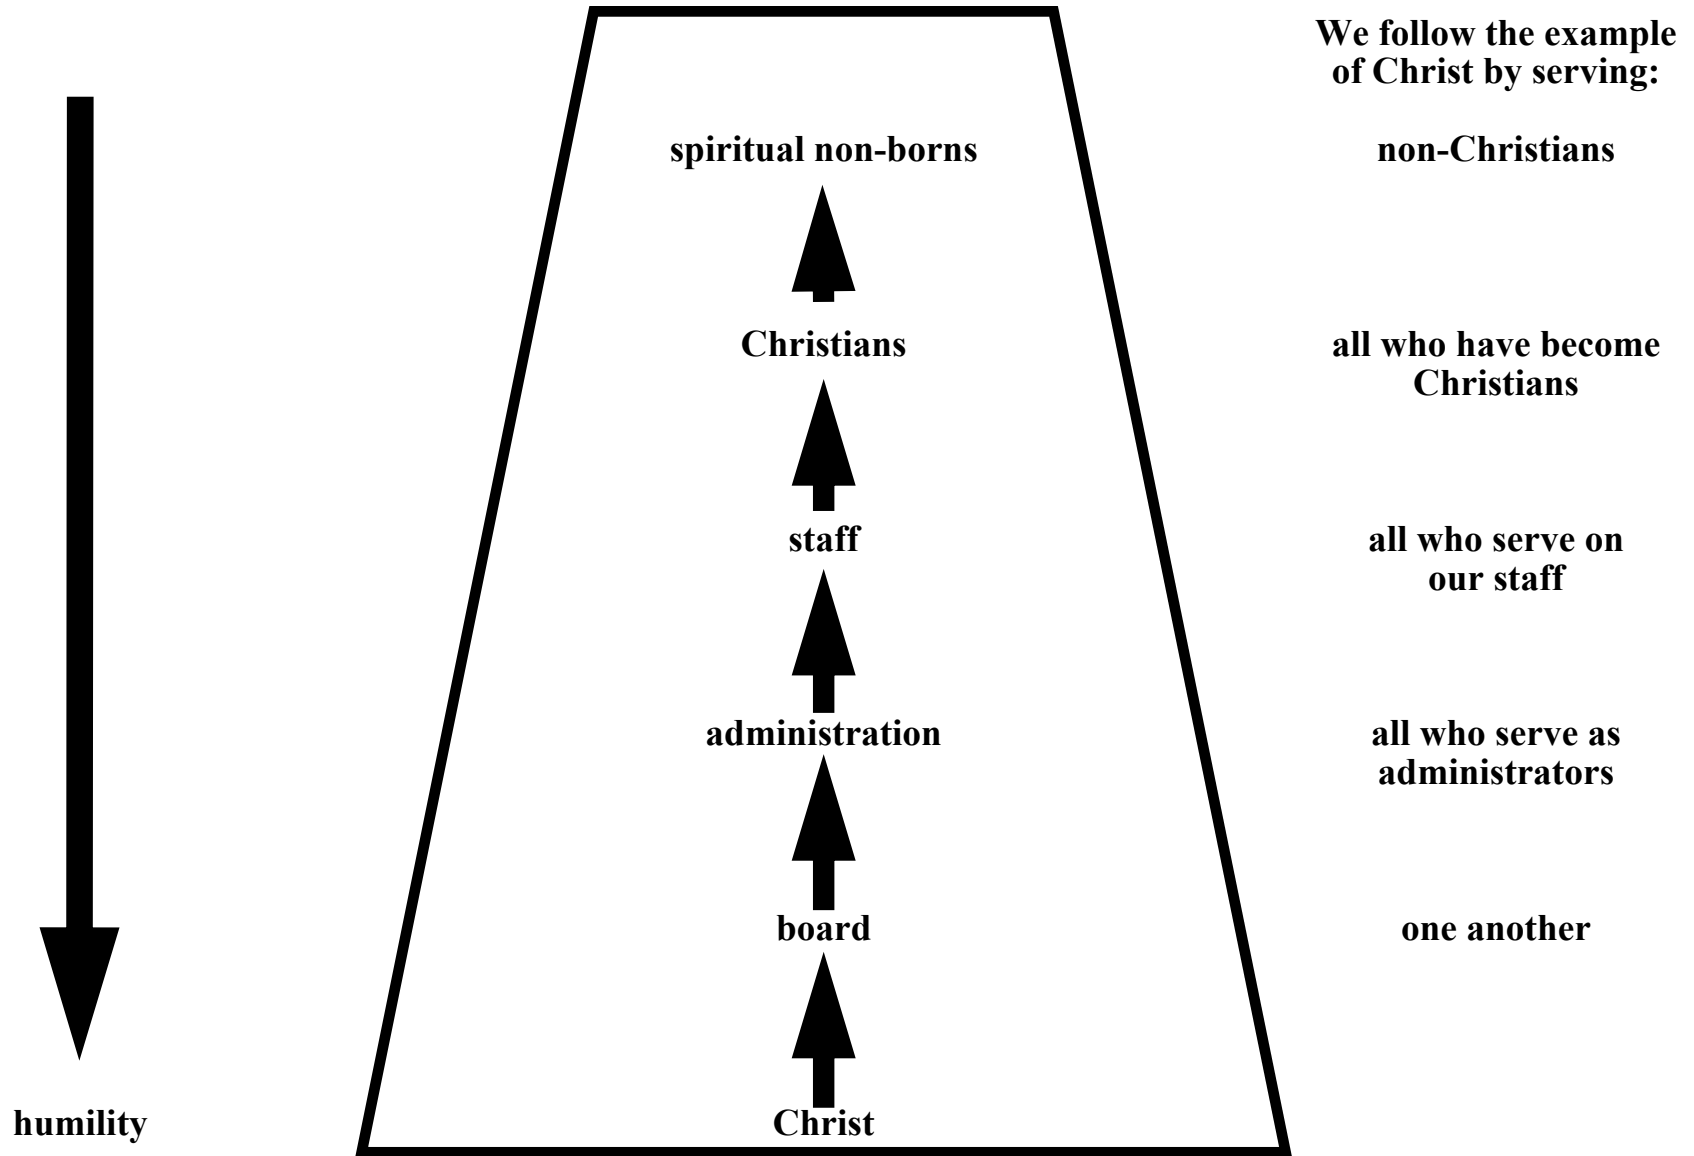 We follow the example
of Christ by serving:
spiritual non-borns
non-Christians
Christians
all who have become
Christians
staff
all who serve on
our staff
administration
all who serve as
administrators
board
one another
humility
Christ